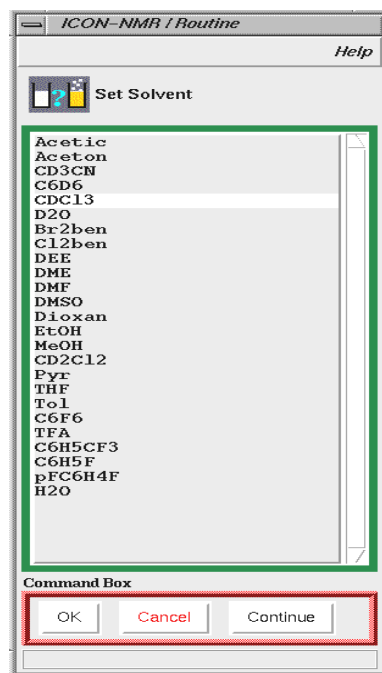 ICON-NMR / Routine
Help
Set Solvent
Acetic
Aceton
CD3CN
C6D6
CDCl3
D2O
Br2ben
Cl2ben
DEE
DME
DMF
DMSO
Dioxan
EtOH
MeOH
CD2Cl2
Pyr
THF
Tol
C6F6
TFA
C6H5CF3
C6H5F
pFC6H4F
H2O
Command Box
OK Cancel Continue